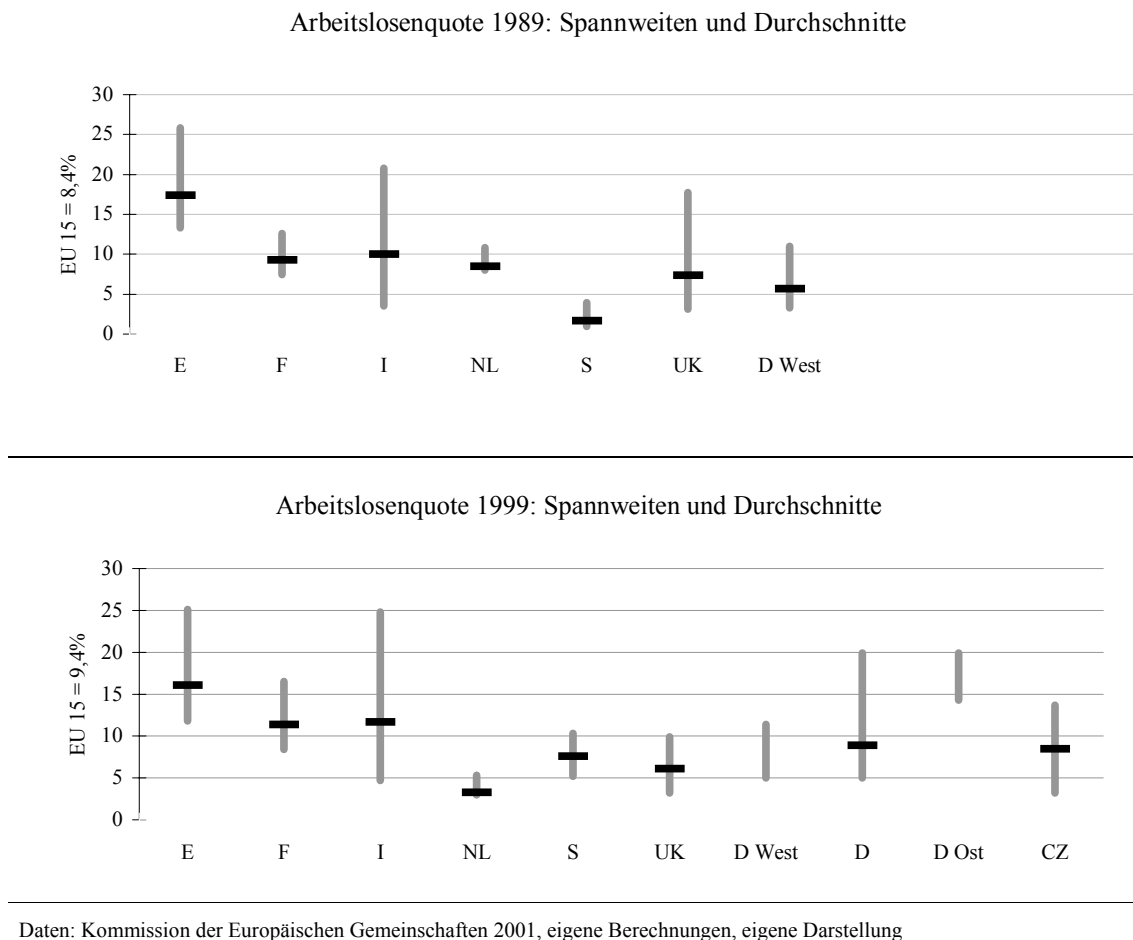 Arbeitslosenquote 1989: Spannweiten und Durchschnitte
EU 15 = 8,4%
30
25
20
15
10
5
0
E F I NL S UK D West
Arbeitslosenquote 1999: Spannweiten und Durchschnitte
EU 15 = 9,4%
30
25
20
15
10
5
0
E F I NL S UK D West D D Ost CZ
Daten: Kommission der Europäischen Gemeinschaften 2001, eigene Berechnungen, eigene Darstellung